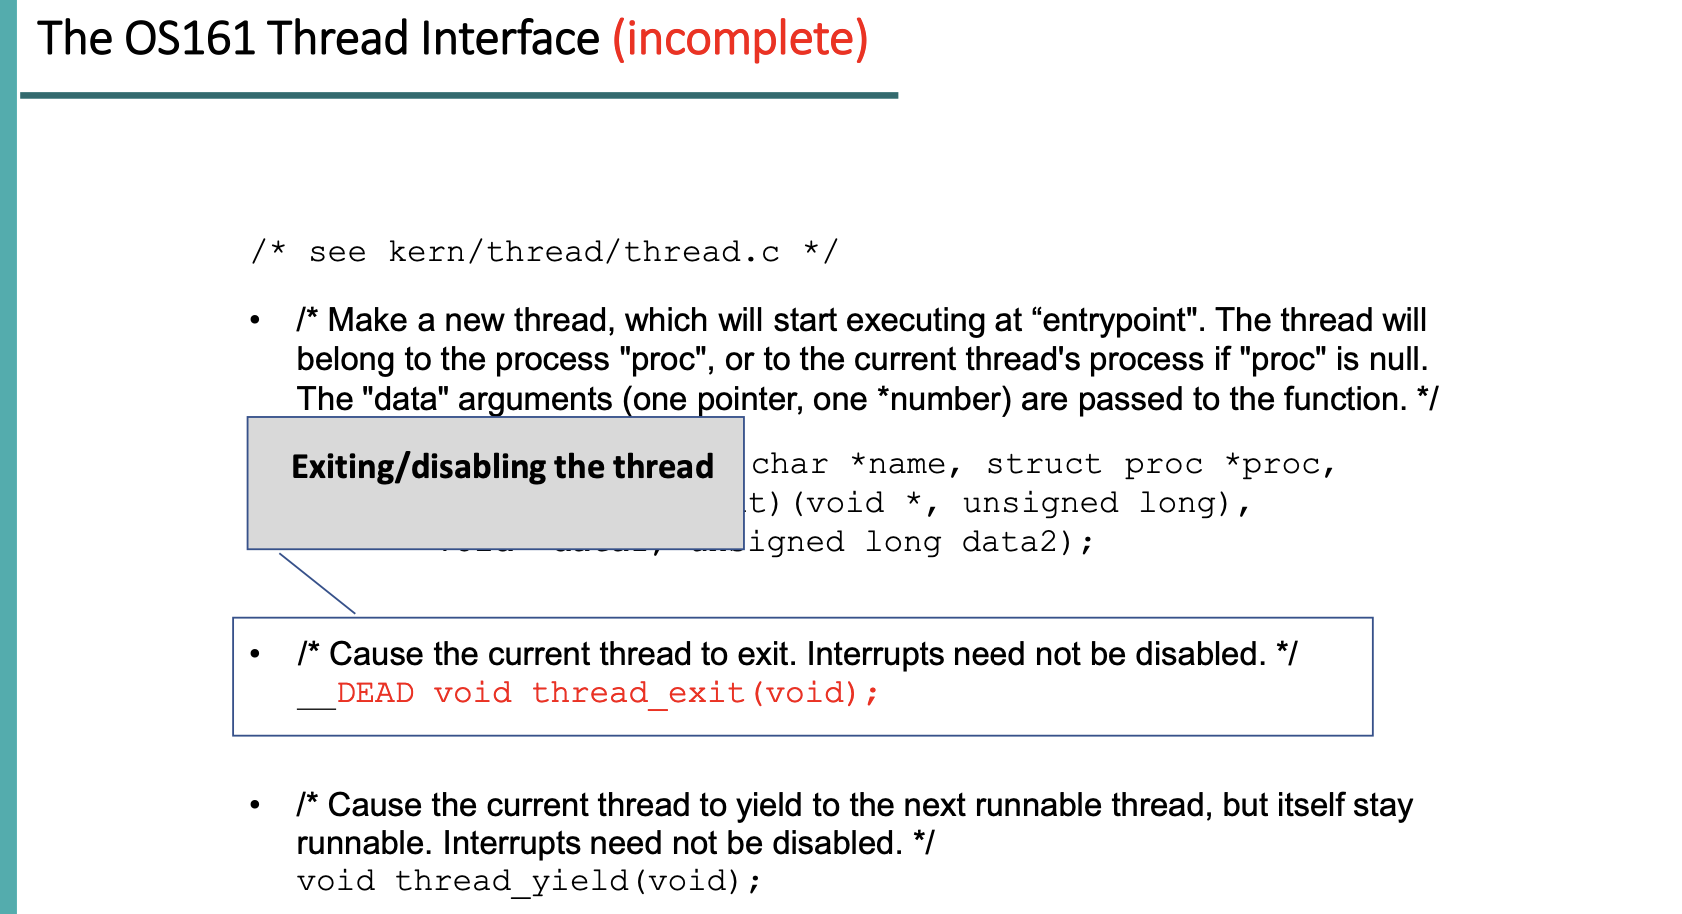 The OS161 Thread Interface (incomplete)
/* see kern/thread/thread.c */
• /* Make a new thread, which will start executing at “entrypoint". The thread will
belong to the process "proc", or to the current thread's process if "proc" is null.
The "data" arguments (one pointer, one *number) are passed to the function. */
Exiting/disabling the thread
char *name, struct proc *proc,
t)(void *, unsigned long),
igned long data2);
• /* Cause the current thread to exit. Interrupts need not be disabled. */
__DEAD void thread_exit(void);
• /* Cause the current thread to yield to the next runnable thread, but itself stay
runnable. Interrupts need not be disabled. */
void thread_yield(void);